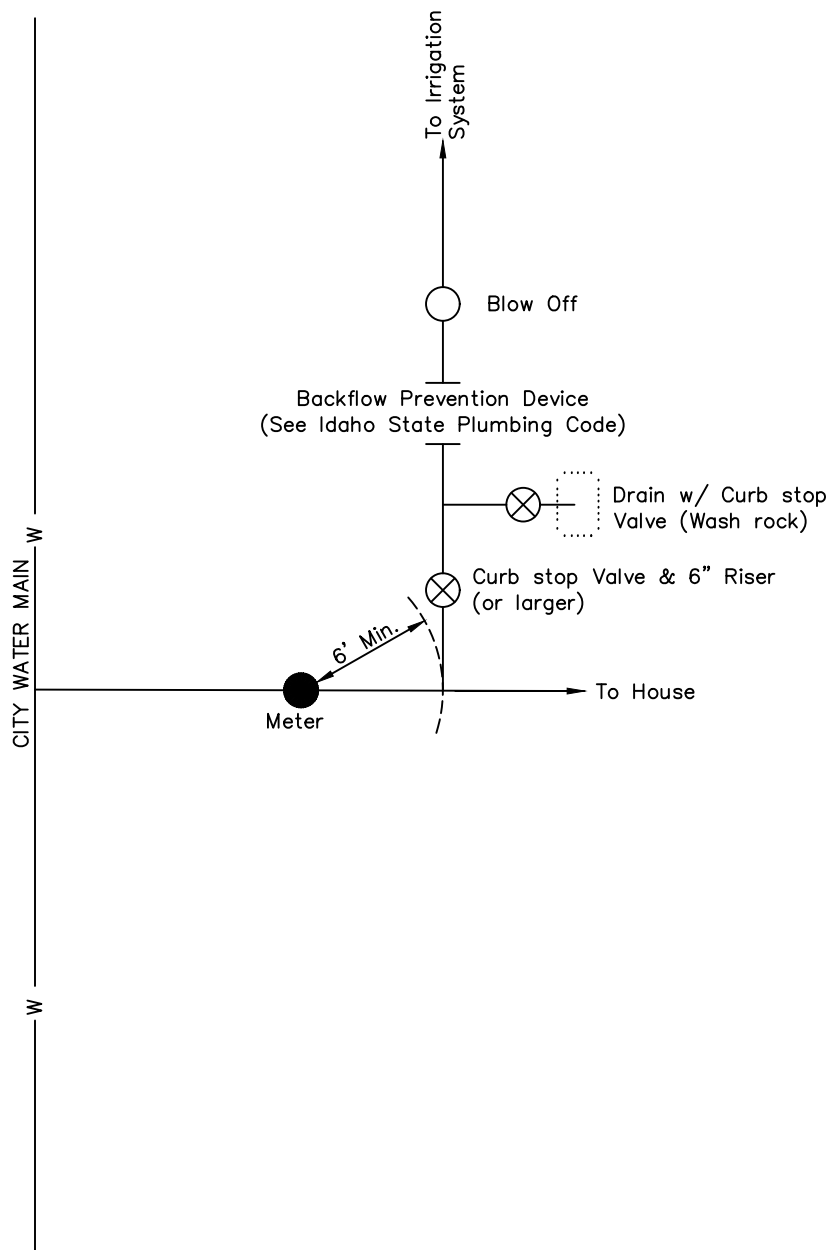 To Irrigation
System
Blow Off
Backflow Prevention Device
(See Idaho State Plumbing Code)
Drain w/ Curb stop
Valve (Wash rock)
W
Curb stop Valve & 6" Riser
(or larger)
6' Min.
CITY WATER MAIN
To House
Meter
W